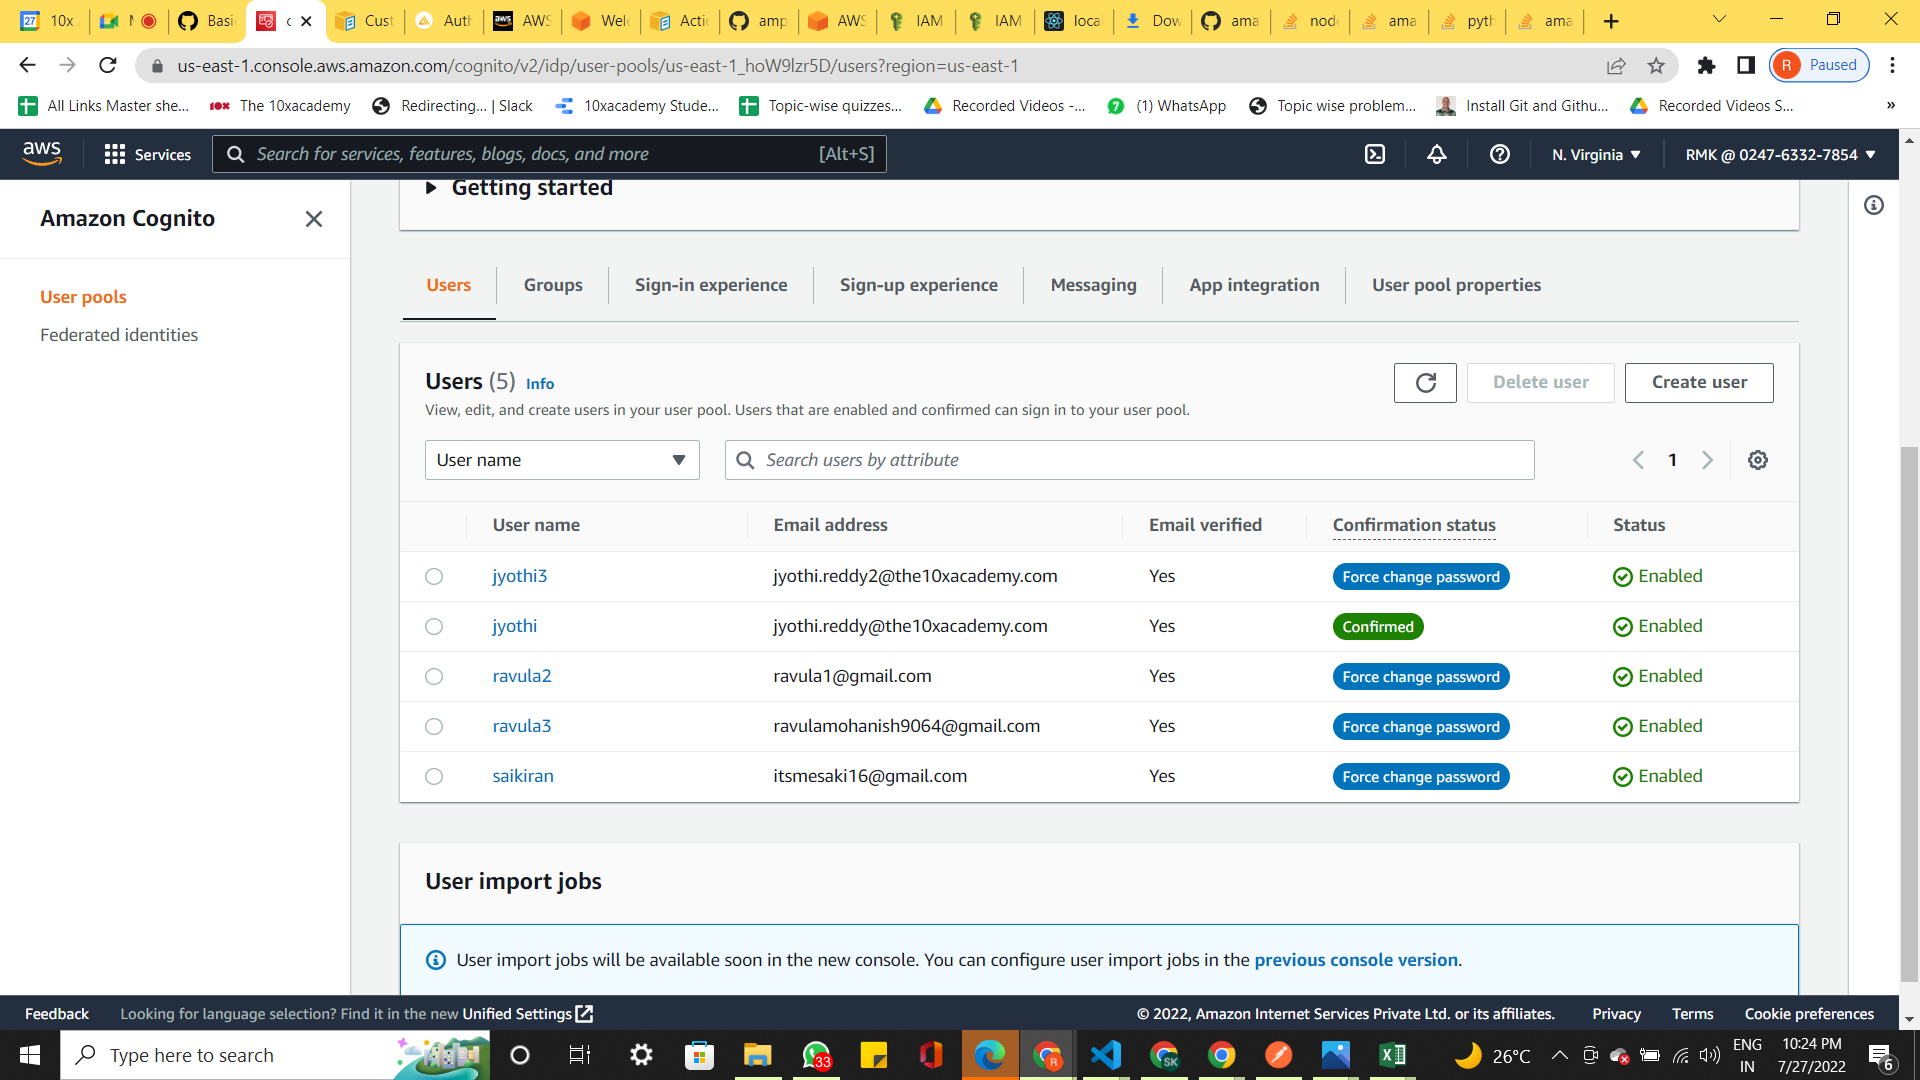 27 10x
M
Basi
c
Cust
Auth
aws AWS
Welc
Actio
amp
AWS
IAM
IAM
local
Dow
ama
node
ama
pyth
ama
us-east-1.console.aws.amazon.com/cognito/v2/idp/user-pools/us-east-1_hoW9lzr5D/users?region=us-east-1
R Paused
All Links Master she...
The 10xacademy
Redirecting... | Slack
10xacademy Stude...
Topic-wise quizzes...
Recorded Videos -...
7 (1) WhatsApp
Topic wise problem...
Install Git and Githu...
Recorded Videos S...
»
aws
Services
Search for services, features, blogs, docs, and more [Alt+S]
N. Virginia
RMK @ 0247-6332-7854
Amazon Cognito
User pools
Federated identities
Getting started
Users
Groups
Sign-in experience
Sign-up experience
Messaging
App integration
User pool properties
Users (5) Info
View, edit, and create users in your user pool. Users that are enabled and confirmed can sign in to your user pool.
Delete user
Create user
User name
Search users by attribute
1
User name Email address Email verified Confirmation status Status
jyothi3 jyothi.reddy2@the10xacademy.com Yes Force change password Enabled
jyothi jyothi.reddy@the10xacademy.com Yes Confirmed Enabled
ravula2 ravula1@gmail.com Yes Force change password Enabled
ravula3 ravulamohanish9064@gmail.com Yes Force change password Enabled
saikiran itsmesaki16@gmail.com Yes Force change password Enabled
User import jobs
User import jobs will be available soon in the new console. You can configure user import jobs in the previous console version.
Feedback
Looking for language selection? Find it in the new Unified Settings
© 2022, Amazon Internet Services Private Ltd. or its affiliates.
Privacy
Terms
Cookie preferences
Type here to search
33
R
SK
26°C
ENG
IN
10:24 PM
7/27/2022
6